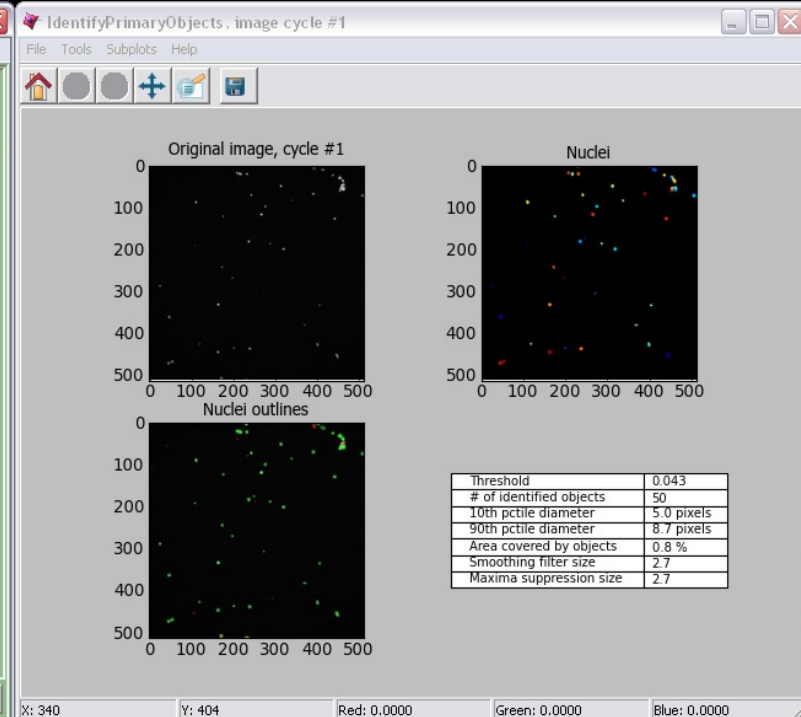 IdentifyPrimaryObjects, image cycle #1
File Tools Subplots Help
Original image, cycle #1
0
100
200
300
400
500
0 100 200 300 400 500
Nuclei
0
100
200
300
400
500
0 100 200 300 400 500
Nuclei outlines
0
100
200
300
400
500
0 100 200 300 400 500
Threshold 0.043
# of identified objects 50
10th pctile diameter 5.0 pixels
90th pctile diameter 8.7 pixels
Area covered by objects 0.8 %
Smoothing filter size 2.7
Maxima suppression size 2.7
X: 340 Y: 404 Red: 0.0000 Green: 0.0000 Blue: 0.0000